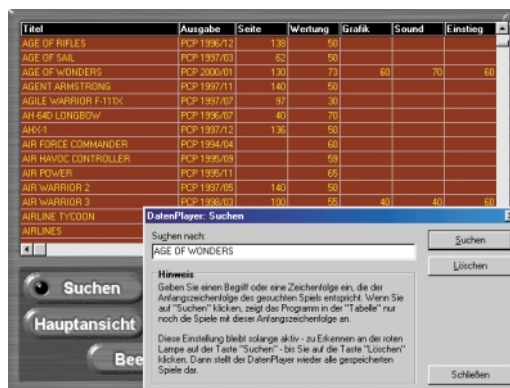 Titel Ausgabe Seite Wertung Grafik Sound Einstieg
AGE OF RIFLES PCP 1996/12 138 50
AGE OF SAIL PCP 1997/03 62 50
AGE OF WONDERS PCP 2000/01 130 73 60 70 60
AGENT ARMSTRONG PCP 1997/11 140 50
AGILE WARRIOR F-111X PCP 1997/07 97 30
AH-64D LONGBOW PCP 1996/07 40 70
AHX-1 PCP 1997/12 136 50
AIR FORCE COMMANDER PCP 1994/04 60
AIR HAVOC CONTROLLER PCP 1995/09 59
AIR POWER PCP 1995/11 65
AIR WARRIOR 2 PCP 1997/05 140 50
AIR WARRIOR 3 PCP 1998/03 100 55 40 40 60
AIRLINE TYCOON
AIRLINES
DatenPlayer: Suchen
Suchen nach:
AGE OF WONDERS
Suchen
Löschen
Hinweis
Geben Sie einen Begriff oder eine Zeichenfolge ein, die der
Anfangszeichenfolge des gesuchten Spiels entspricht. Wenn Sie
auf "Suchen" klicken, zeigt das Programm in der "Tabelle" nur
noch die Spiele mit dieser Anfangszeichenfolge an.
Diese Einstellung bleibt solange aktiv - zu Erkennen an der roten
Lampe auf der Taste "Suchen" - bis Sie auf die Taste "Löschen"
klicken. Dann stellt der DatenPlayer wieder alle gespeicherten
Spiele dar.
Schließen
Suchen
Hauptansicht
Bee